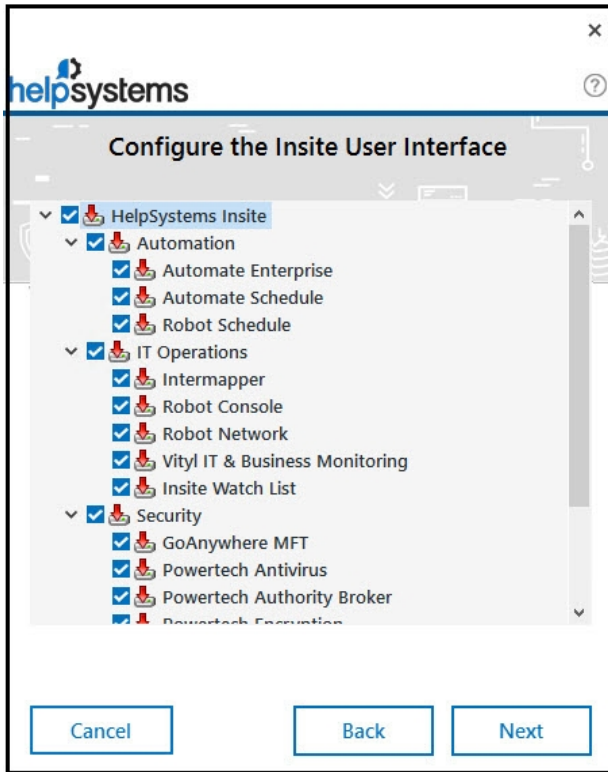 helpsystems
Configure the Insite User Interface
HelpSystems Insite
Automation
Automate Enterprise
Automate Schedule
Robot Schedule
IT Operations
Intermapper
Robot Console
Robot Network
Vityl IT & Business Monitoring
Insite Watch List
Security
GoAnywhere MFT
Powertech Antivirus
Powertech Authority Broker
Powertech Encryption
Cancel
Back
Next